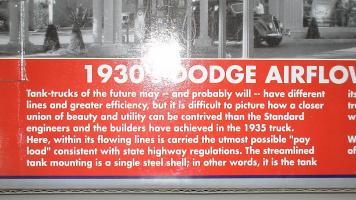 1930 DODGE AIRFLOW
Tank-trucks of the future may -- and probably will -- have different
lines and greater efficiency, but it is difficult to picture how a closer
union of beauty and utility can be contrived than the Standard
engineers and the builders have achieved in the 1935 truck.
Here, within its flowing lines is carried the utmost possible "pay
load" consistent with state highway regulations. The streamlined
tank mounting is a single steel shell; in other words, it is the tank
its